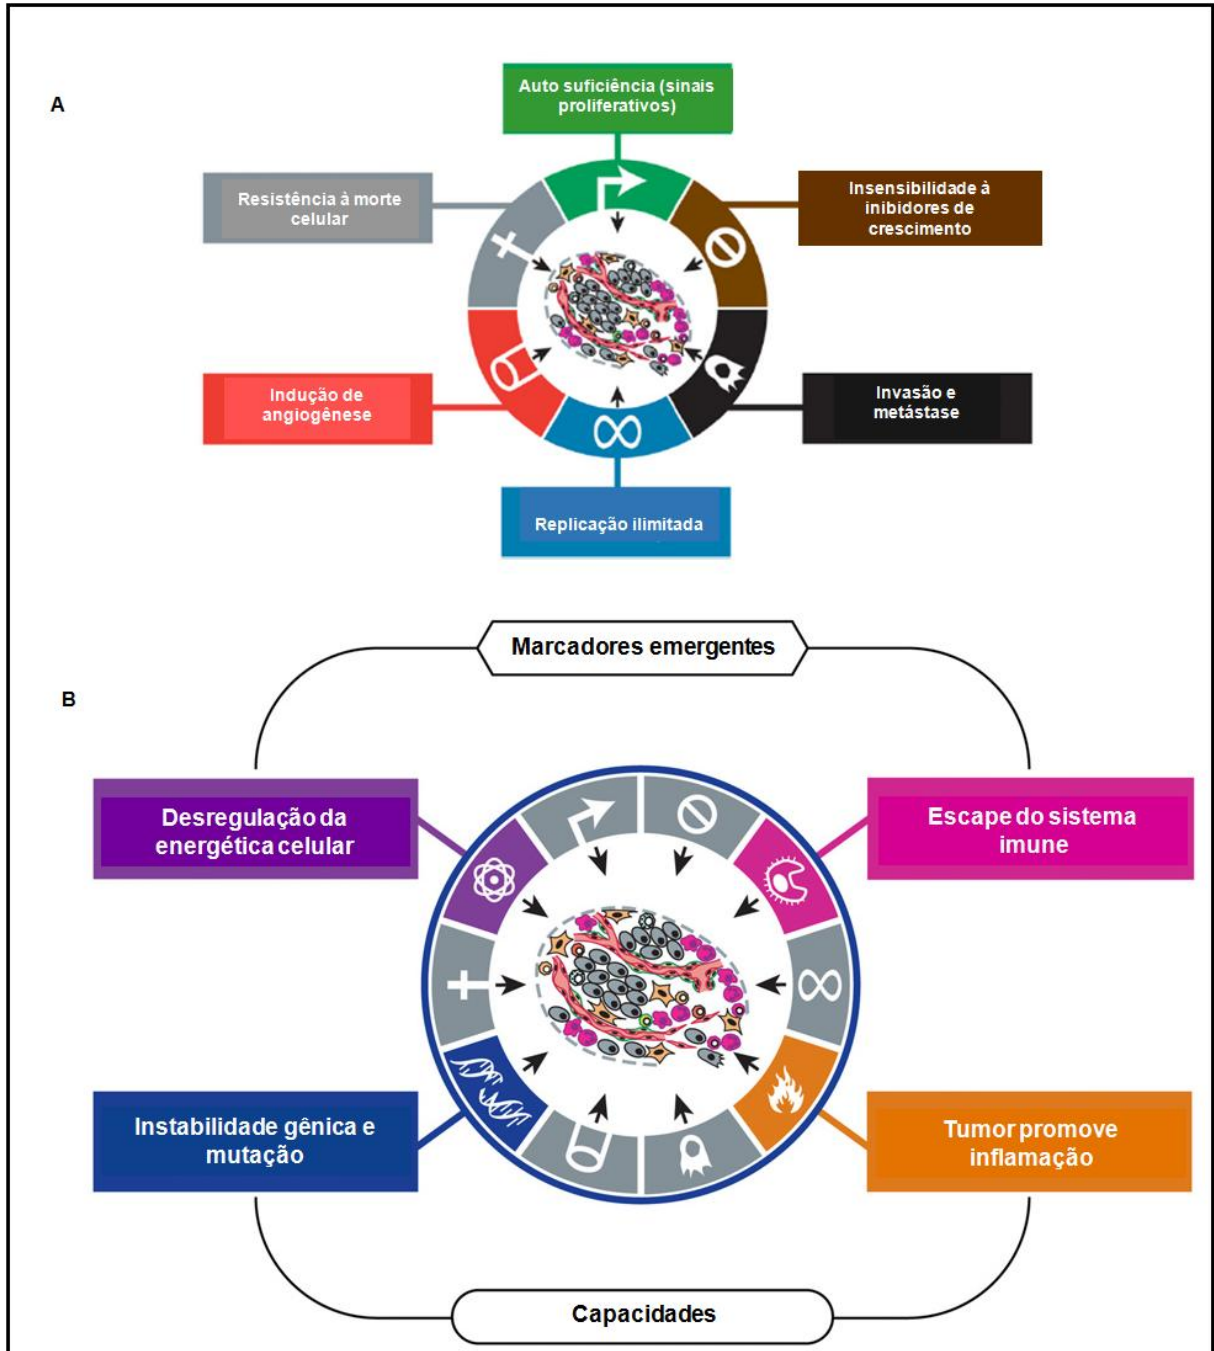 A
Auto suficiência (sinais
proliferativos)
Resistência à morte
celular
Insensibilidade à
inibidores de
crescimento
Indução de
angiogênese
Invasão e
metástase
Replicação ilimitada
Marcadores emergentes
B
Desregulação da
energética celular
Escape do sistema
imune
Instabilidade gênica e
mutação
Tumor promove
inflamação
Capacidades